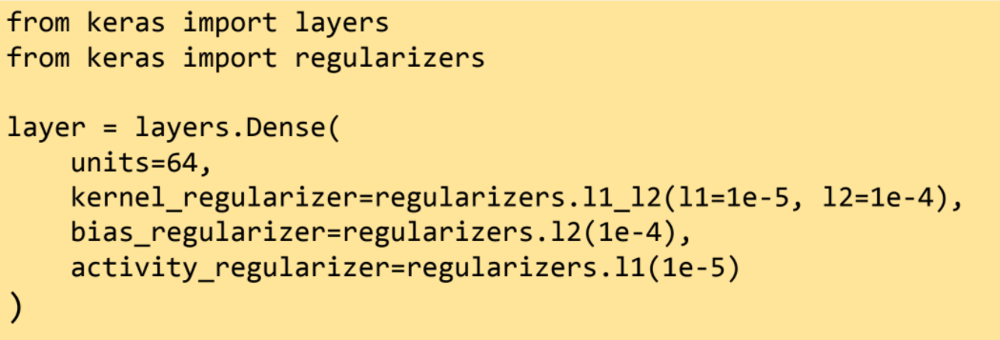 from keras import layers
from keras import regularizers

layer = layers.Dense(
    units=64,
    kernel_regularizer=regularizers.l1_l2(l1=1e-5, l2=1e-4),
    bias_regularizer=regularizers.l2(1e-4),
    activity_regularizer=regularizers.l1(1e-5)
)